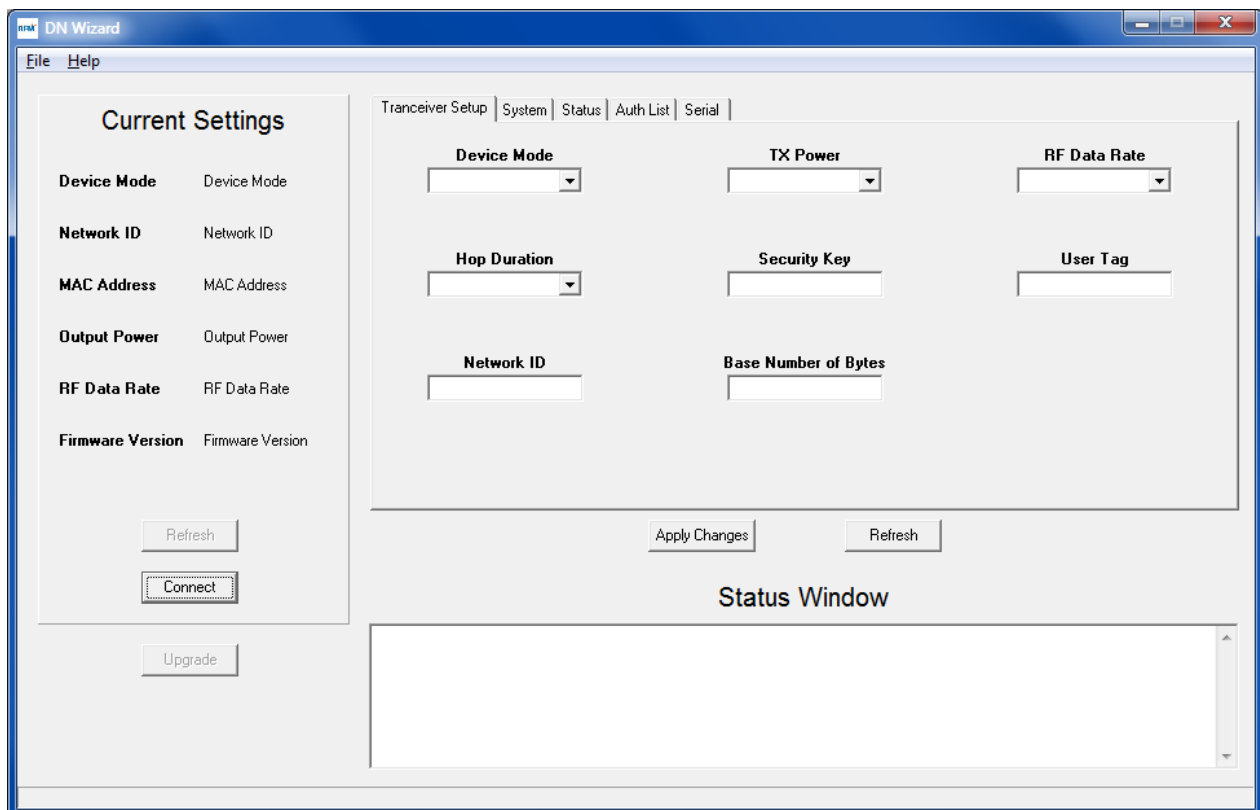 DN Wizard
File Help
Current Settings
Device Mode Device Mode
Network ID Network ID
MAC Address MAC Address
Output Power Output Power
RF Data Rate RF Data Rate
Firmware Version Firmware Version
Refresh
Connect
Upgrade
Tranceiver Setup System Status Auth List Serial
Device Mode TX Power RF Data Rate
Hop Duration Security Key User Tag
Network ID Base Number of Bytes
Apply Changes Refresh
Status Window